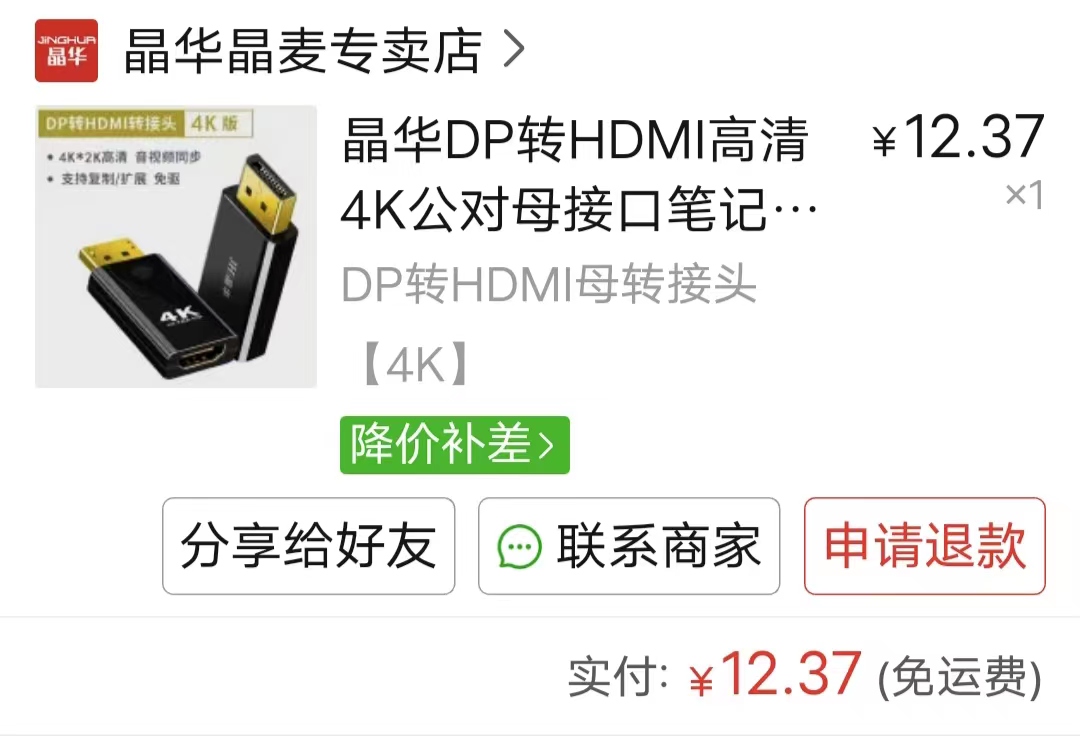 JINGHUA
晶华
晶华晶麦专卖店
DP转HDMI转接头 4K 版
• 4K*2K高清 音视频同步
• 支持复制/扩展 免驱
4K
晶华DP转HDMI高清
4K公对母接口笔记…
¥12.37
×1
DP转HDMI母转接头
【4K】
降价补差
分享给好友
联系商家
申请退款
实付: ¥12.37 (免运费)